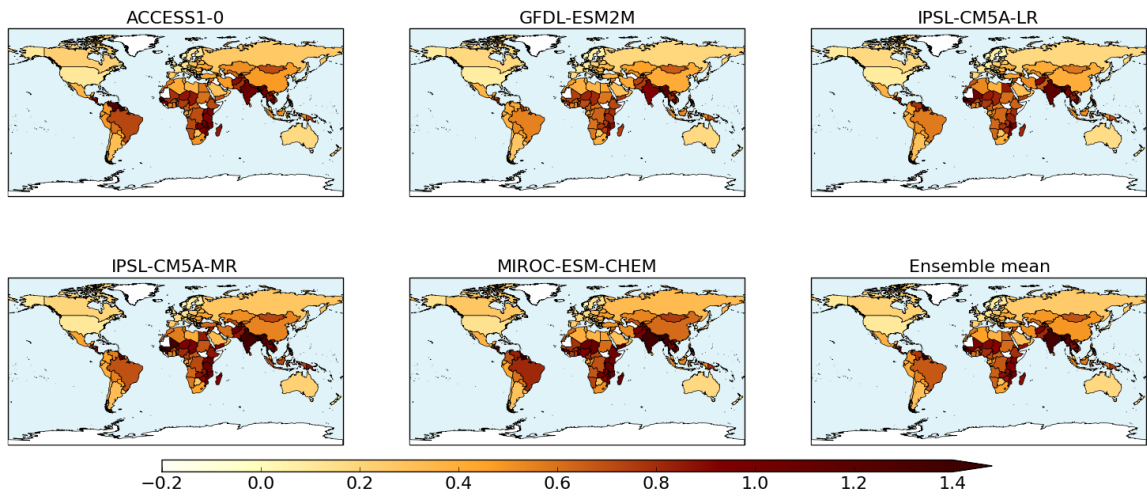 ACCESS1-0
GFDL-ESM2M
IPSL-CM5A-LR
IPSL-CM5A-MR
MIROC-ESM-CHEM
Ensemble mean
−0.2 0.0 0.2 0.4 0.6 0.8 1.0 1.2 1.4